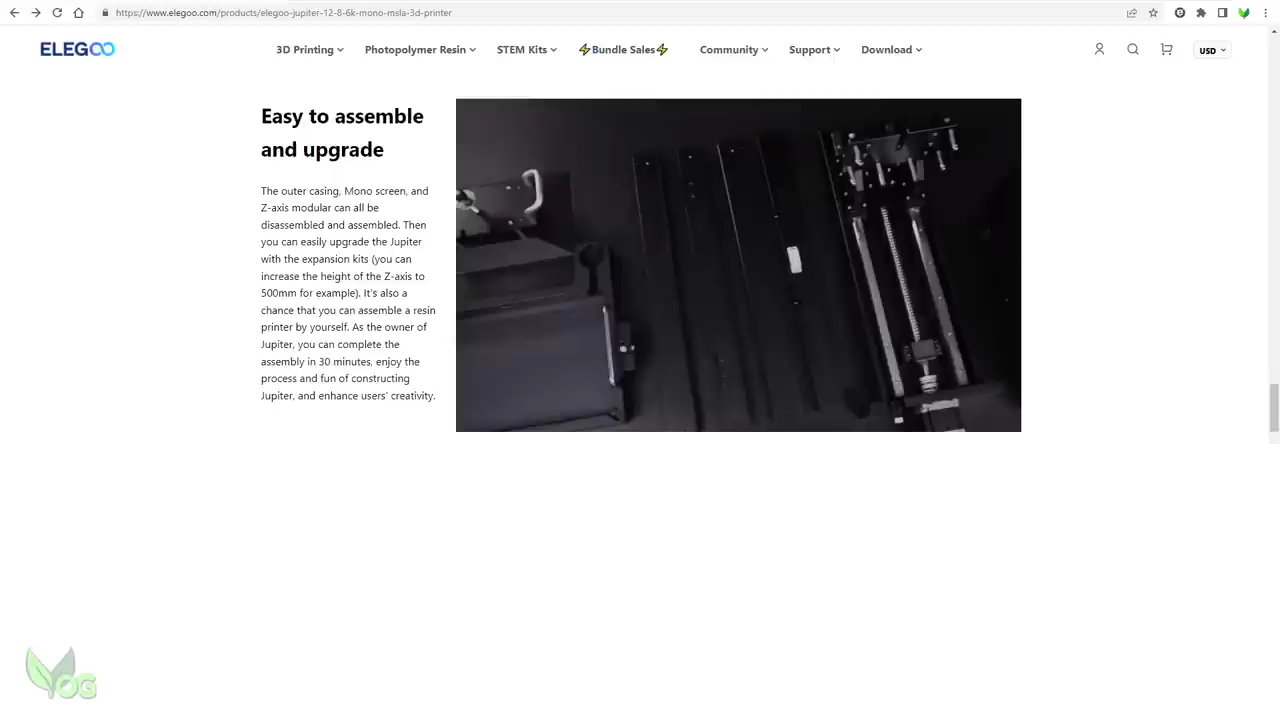 https://www.elegoo.com/products/elegoo-jupiter-12-8-6k-mono-msla-3d-printer
ELEGOO
3D Printing
Photopolymer Resin
STEM Kits
⚡Bundle Sales⚡
Community
Support
Download
USD
Easy to assemble
and upgrade
The outer casing, Mono screen, and
Z-axis modular can all be
disassembled and assembled. Then
you can easily upgrade the Jupiter
with the expansion kits (you can
increase the height of the Z-axis to
500mm for example). It's also a
chance that you can assemble a resin
printer by yourself. As the owner of
Jupiter, you can complete the
assembly in 30 minutes, enjoy the
process and fun of constructing
Jupiter, and enhance users' creativity.
YOG